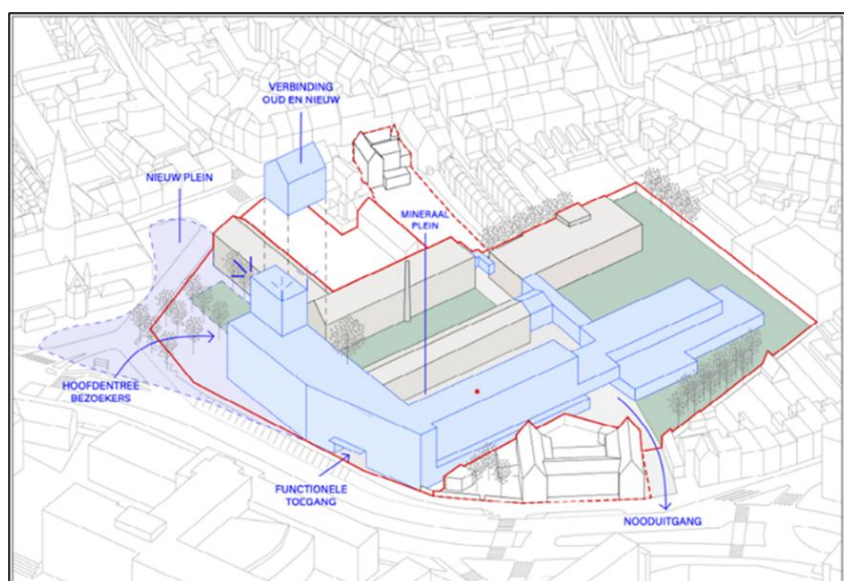 VERBINDING
OUD EN NIEUW
NIEUW PLEIN
MINERAAL
PLEIN
HOOFDENTREE
BEZOEKERS
FUNCTIONELE
TOEGANG
NOODUITGANG